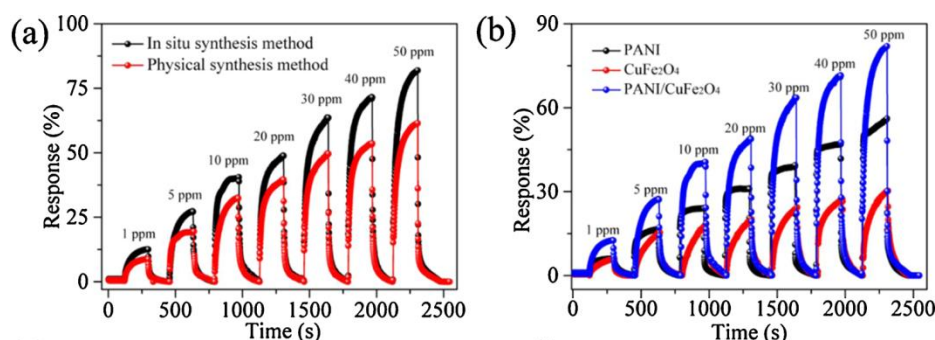 (a)
Response (%)
100
75
50
25
0
In situ synthesis method
Physical synthesis method
1 ppm
5 ppm
10 ppm
20 ppm
30 ppm
40 ppm
50 ppm
0 500 1000 1500 2000 2500
Time (s)
(b)
Response (%)
90
60
30
0
PANI
CuFe₂O₄
PANI/CuFe₂O₄
1 ppm
5 ppm
10 ppm
20 ppm
30 ppm
40 ppm
50 ppm
0 500 1000 1500 2000 2500
Time (s)